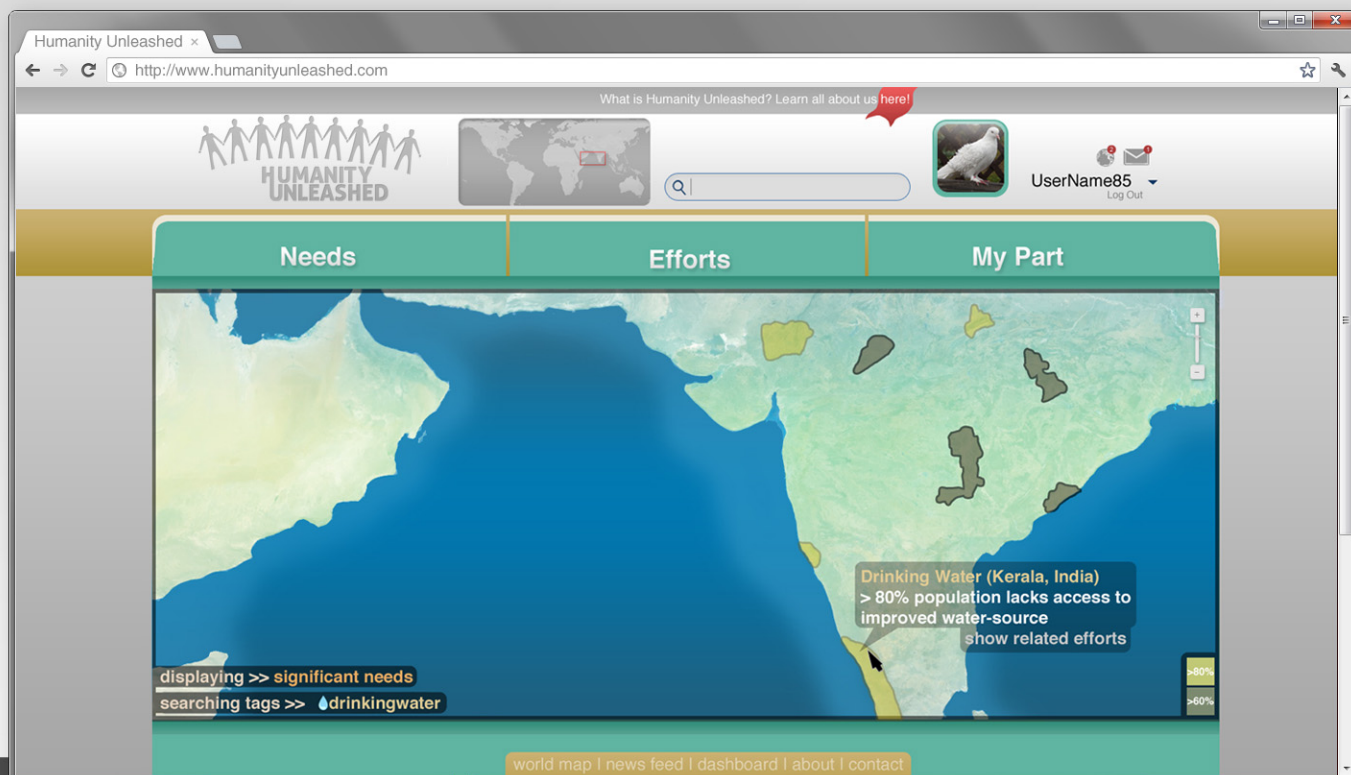 Humanity Unleashed ×
http://www.humanityunleashed.com
What is Humanity Unleashed? Learn all about us here!
HUMANITY
UNLEASHED
2
1
UserName85
Log Out
Needs
Efforts
My Part
+
−
Drinking Water (Kerala, India)
> 80% population lacks access to
improved water-source
show related efforts
displaying >> significant needs
searching tags >> drinkingwater
>80%
>60%
world map | news feed | dashboard | about | contact